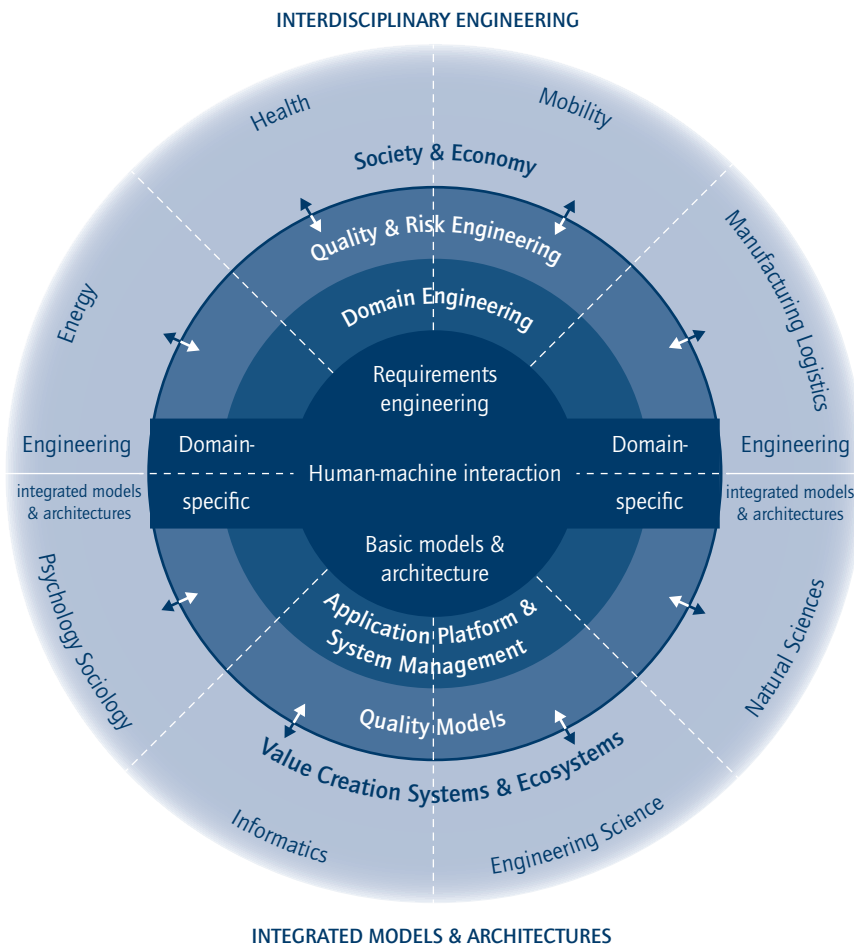 INTERDISCIPLINARY ENGINEERING
Health
Mobility
Society & Economy
Quality & Risk Engineering
Manufacturing Logistics
Energy
Domain Engineering
Requirements
engineering
Engineering
Domain-
Domain-
Engineering
Human-machine interaction
integrated models
& architectures
specific
specific
integrated models
& architectures
Basic models &
architecture
Psychology Sociology
Natural Sciences
Application Platform &
System Management
Quality Models
Value Creation Systems & Ecosystems
Informatics
Engineering Science
INTEGRATED MODELS & ARCHITECTURES